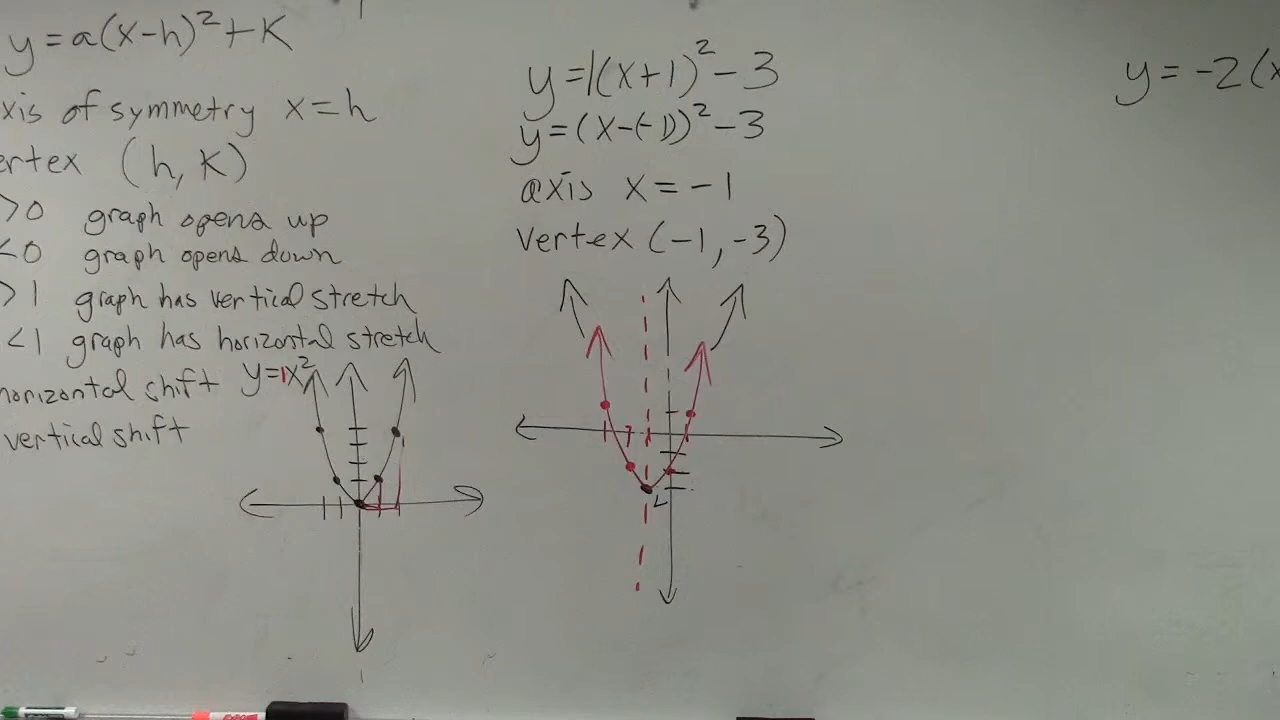 y = a(x-h)² + K
xis of symmetry x = h
ertex (h, K)
>0 graph opens up
<0 graph opens down
>1 graph has vertical stretch
<1 graph has horizontal stretch
horizontal shift
vertical shift
y=1x²
y = 1(x+1)² - 3
y = (x-(-1))² - 3
axis x = -1
vertex (-1, -3)
y = -2(x
EXPO